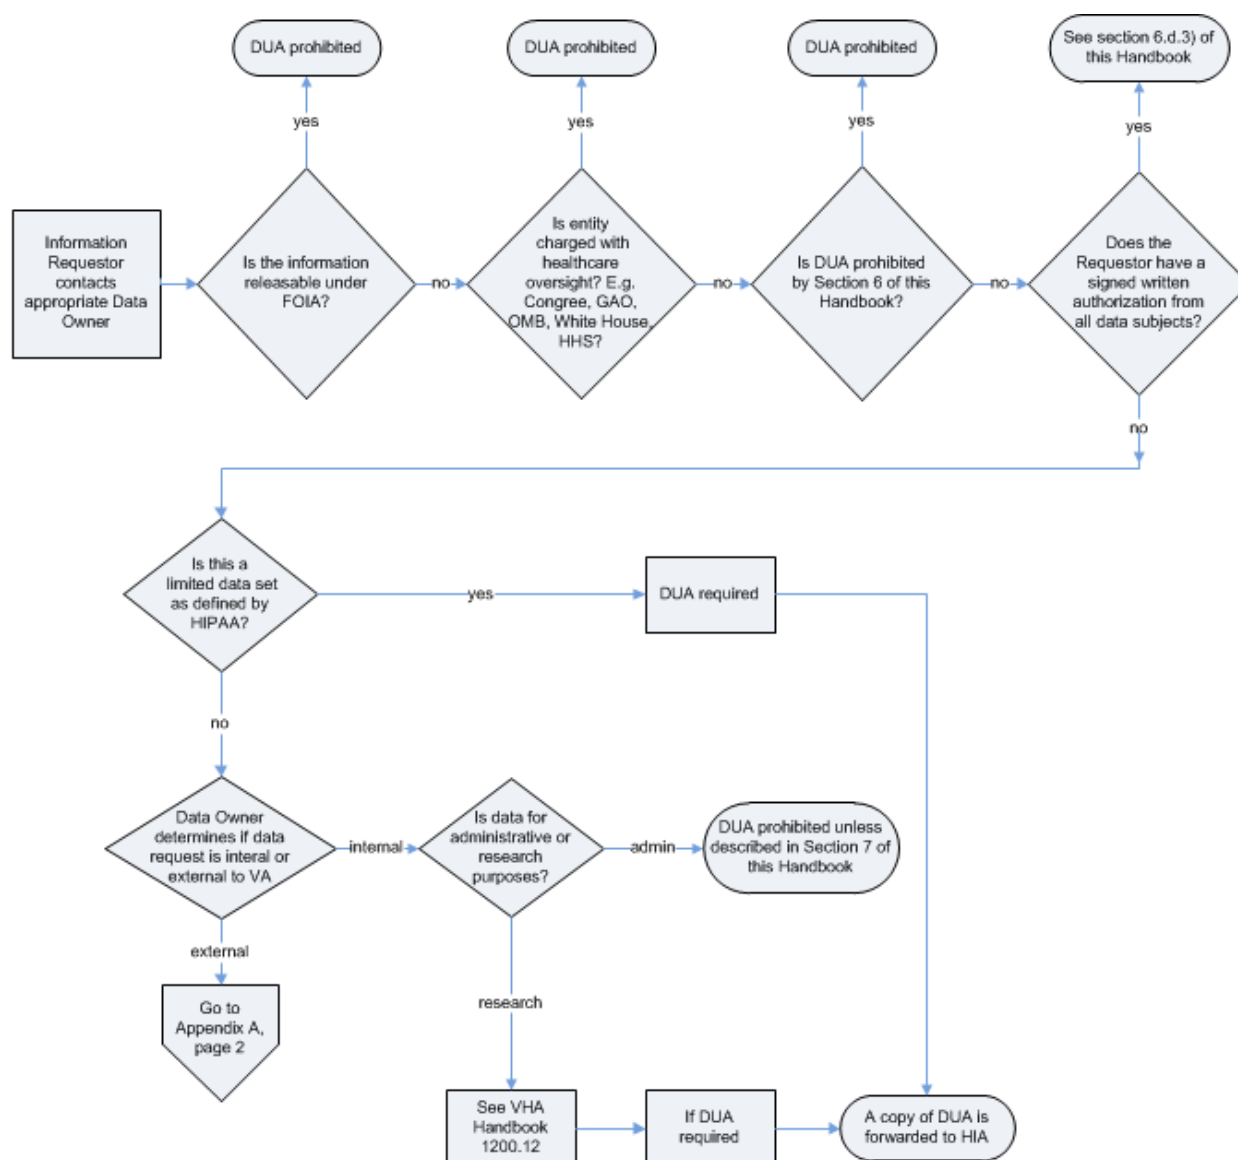 DUA prohibited
DUA prohibited
DUA prohibited
See section 6.d.3) of
this Handbook
yes
yes
yes
yes
Information
Requestor
contacts
appropriate Data
Owner
Is the information
releasable under
FOIA?
no
Is entity
charged with
healthcare
oversight? E.g.
Congree, GAO,
OMB, White House,
HHS?
no
Is DUA prohibited
by Section 6 of this
Handbook?
no
Does the
Requestor have a
signed written
authorization from
all data subjects?
no
Is this a
limited data set
as defined by
HIPAA?
yes
DUA required
no
Data Owner
determines if data
request is interal or
external to VA
internal
Is data for
administrative or
research
purposes?
admin
DUA prohibited unless
described in Section 7 of
this Handbook
external
Go to
Appendix A,
page 2
research
See VHA
Handbook
1200.12
If DUA
required
A copy of DUA is
forwarded to HIA